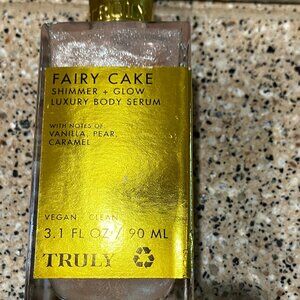 FAIRY CAKE
SHIMMER + GLOW
LUXURY BODY SERUM
WITH NOTES OF
VANILLA, PEAR,
CARAMEL
VEGAN CLEAN
3.1 FL OZ / 90 ML
TRULY